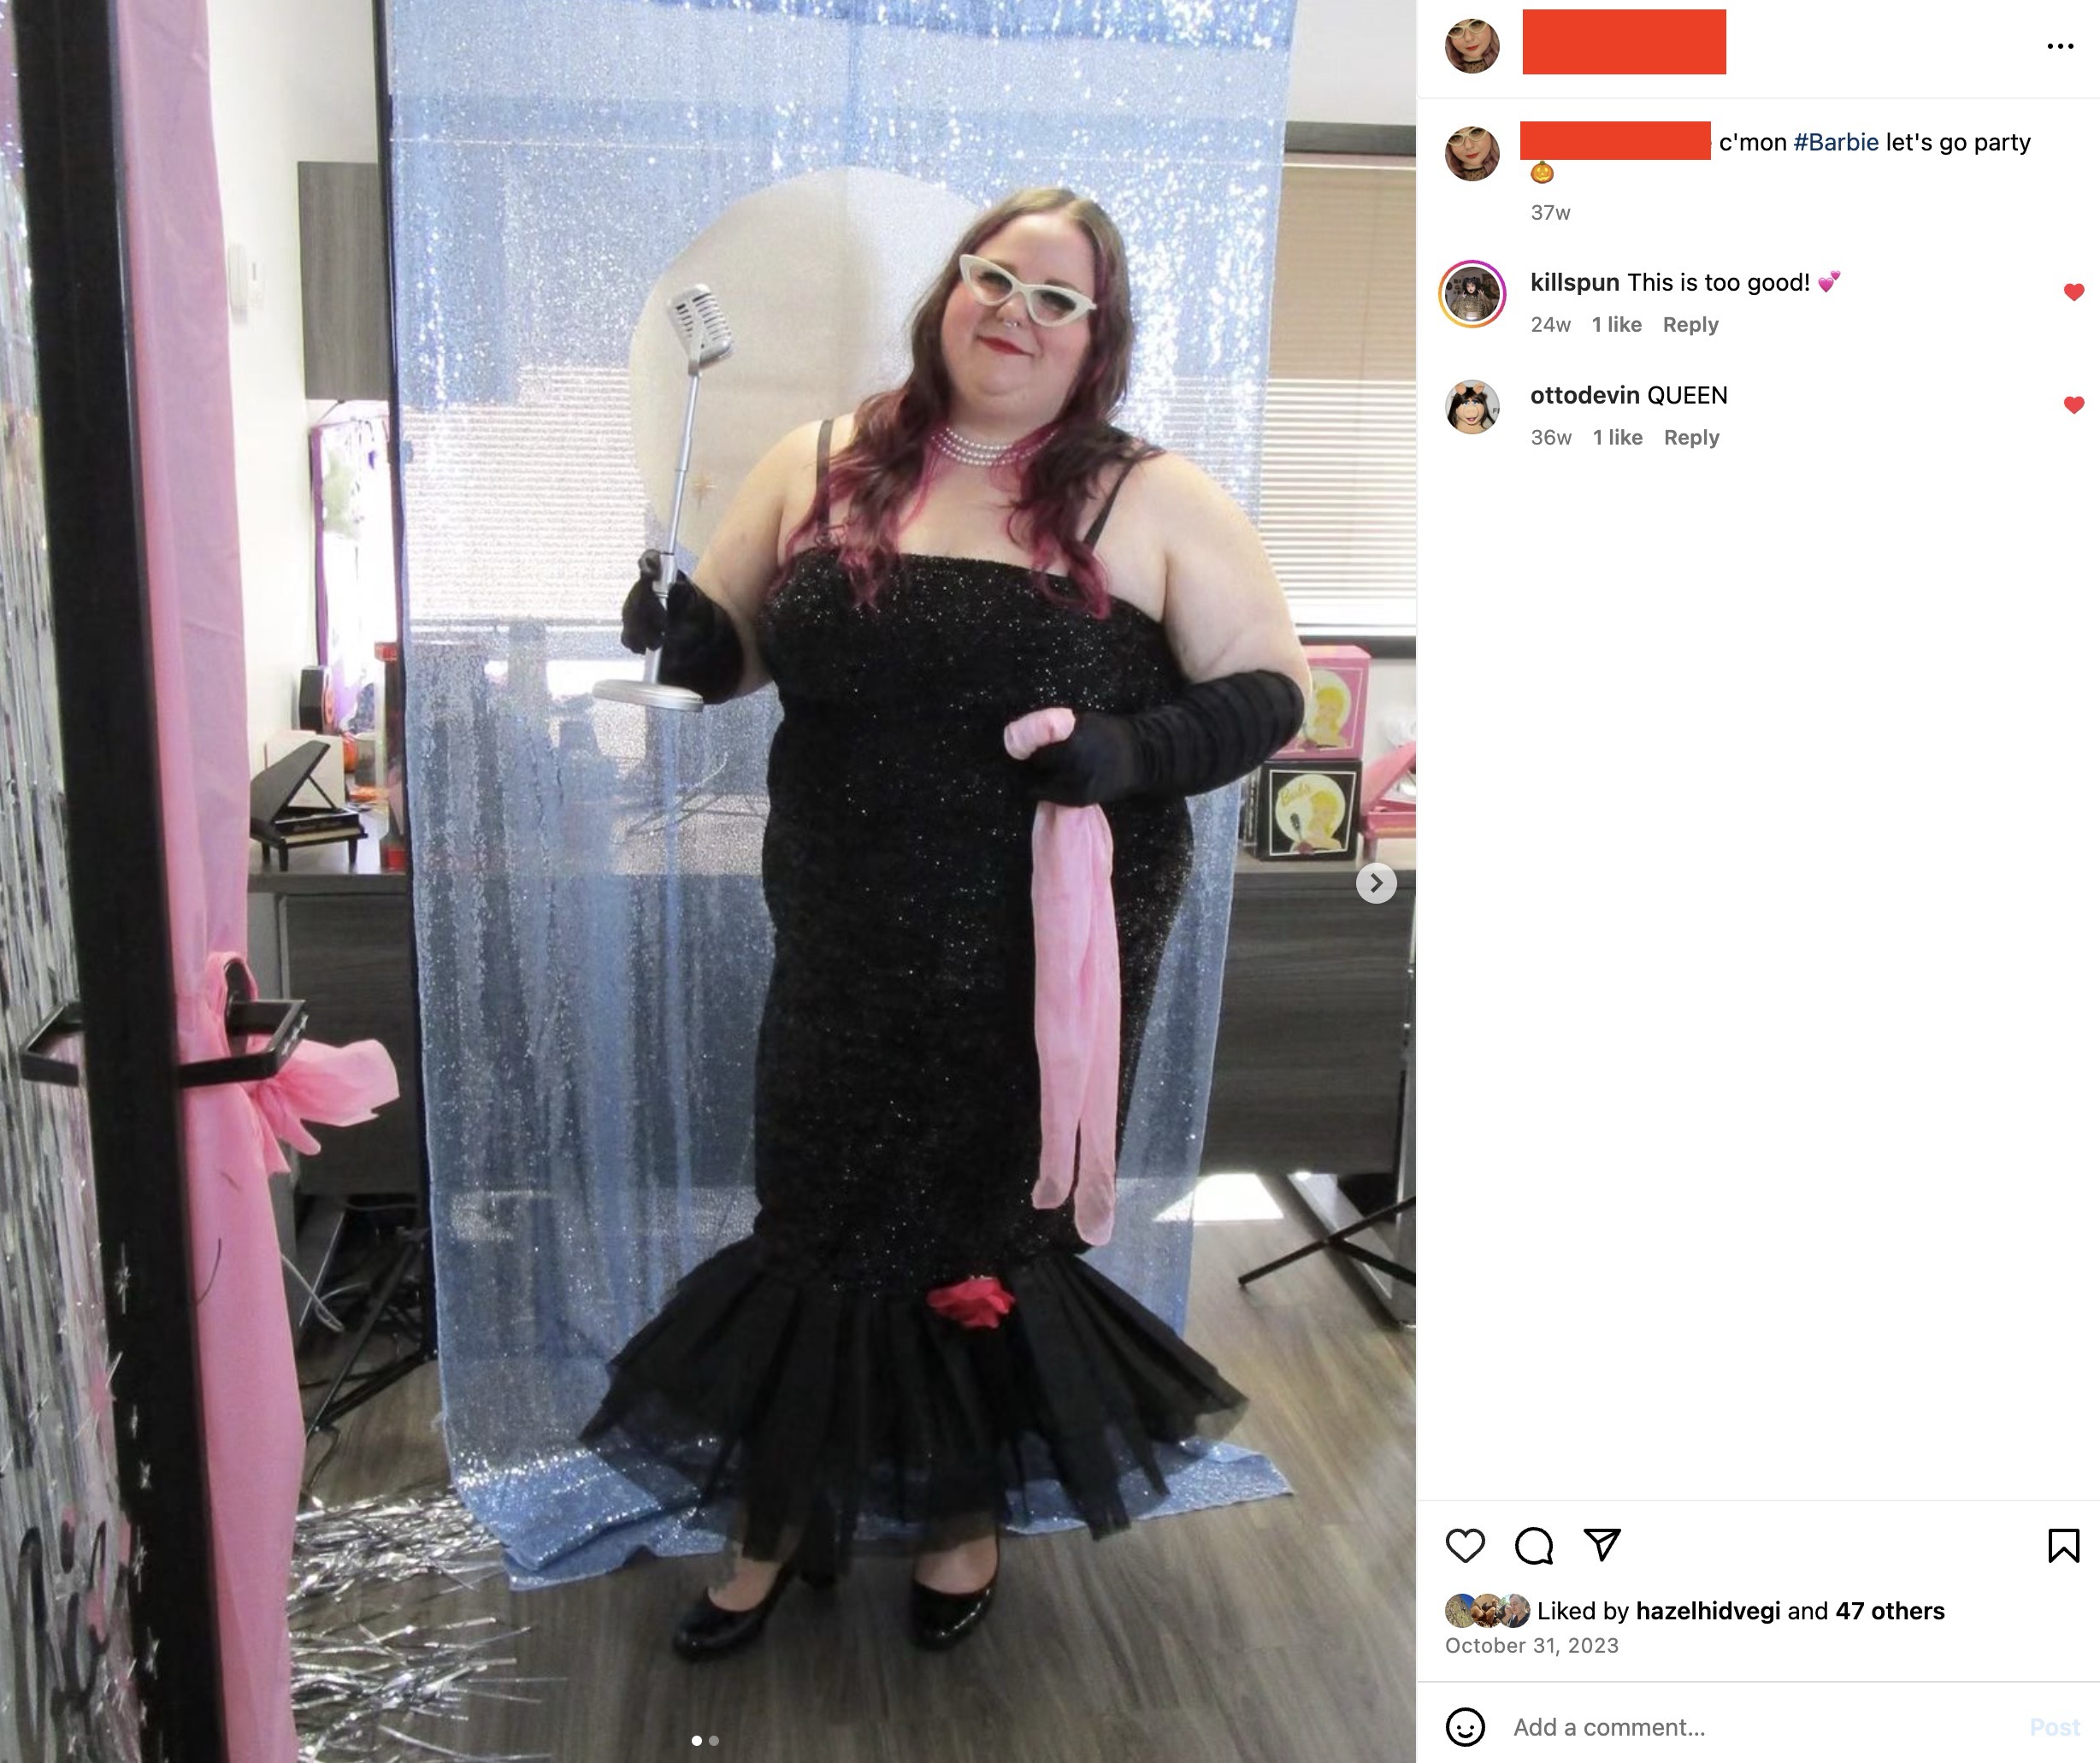 c'mon #Barbie let's go party
🎃
37w
killspun This is too good! 💕
24w 1 like Reply
ottodevin QUEEN
36w 1 like Reply
Barbie
Liked by hazelhidvegi and 47 others
October 31, 2023
Add a comment...
Post